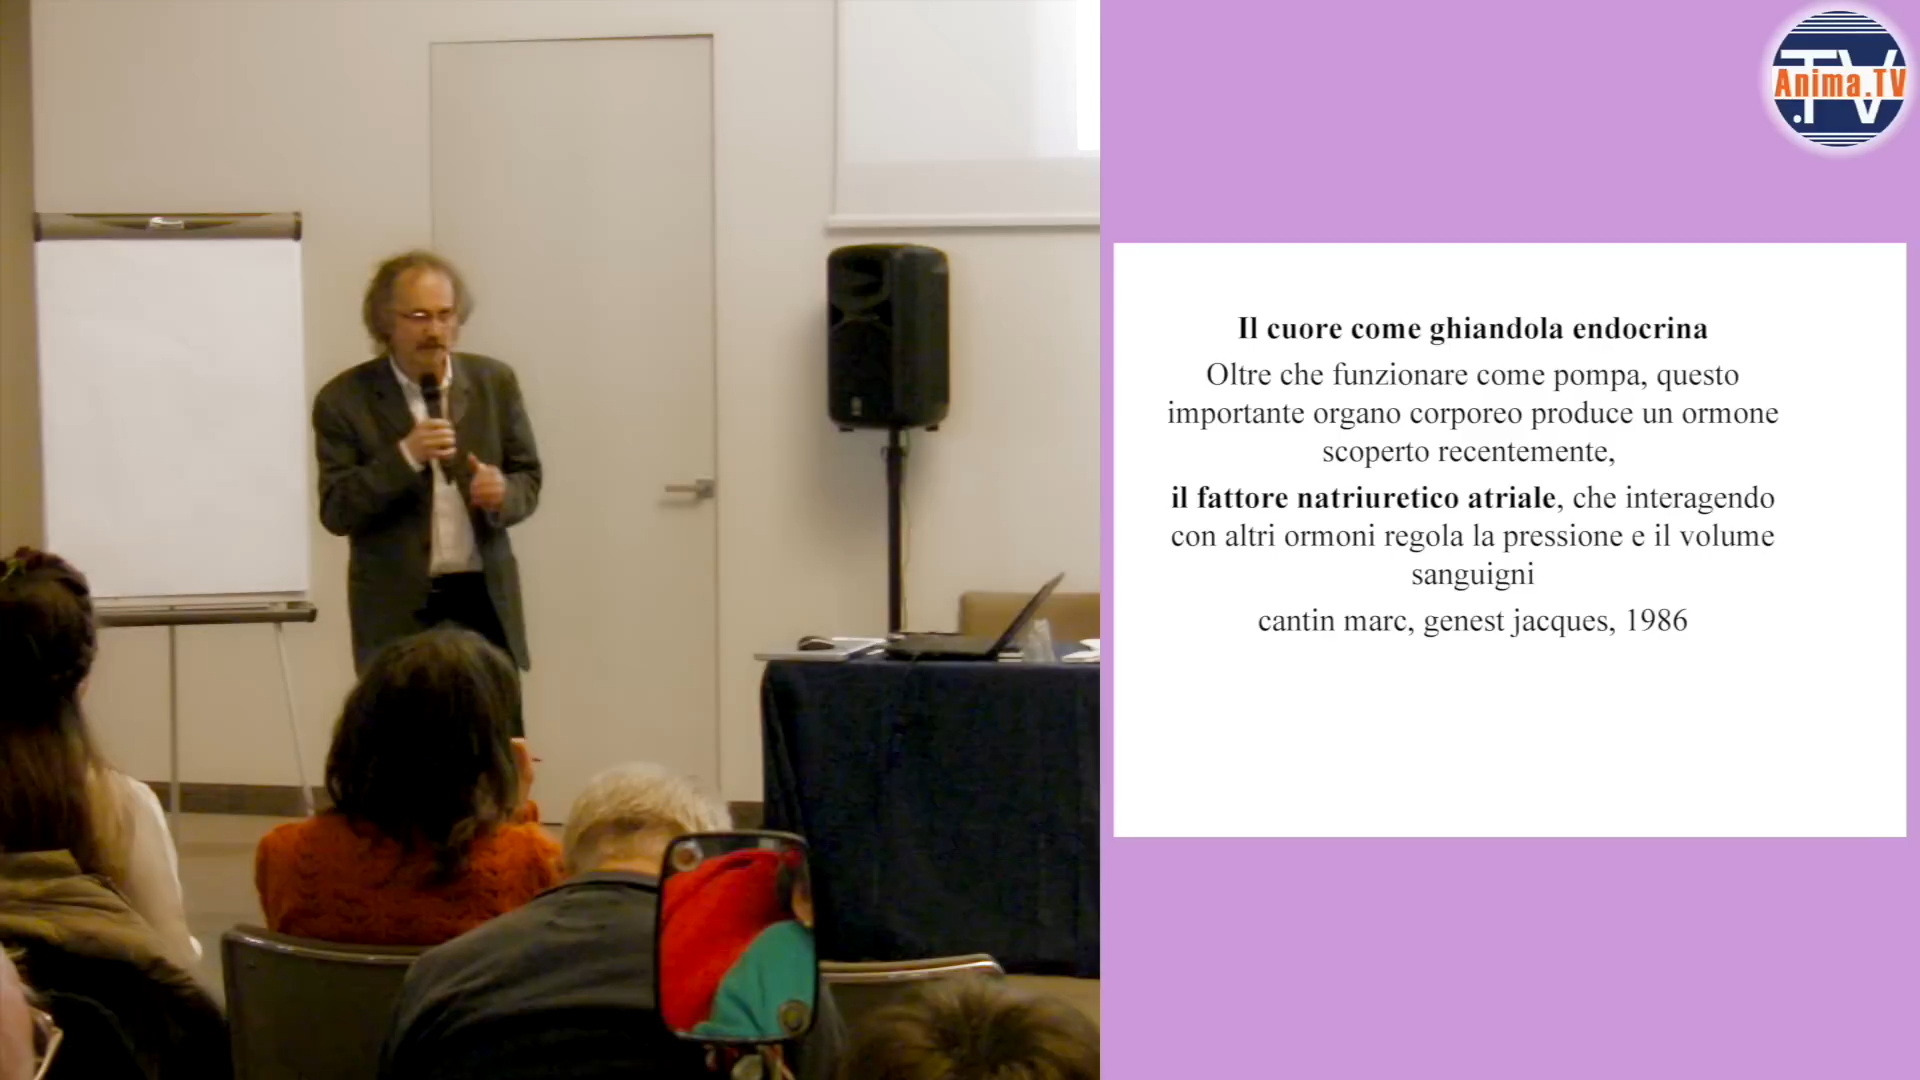 .TV
Anima.TV
Il cuore come ghiandola endocrina
Oltre che funzionare come pompa, questo
importante organo corporeo produce un ormone
scoperto recentemente,
il fattore natriuretico atriale, che interagendo
con altri ormoni regola la pressione e il volume
sanguigni
cantin marc, genest jacques, 1986